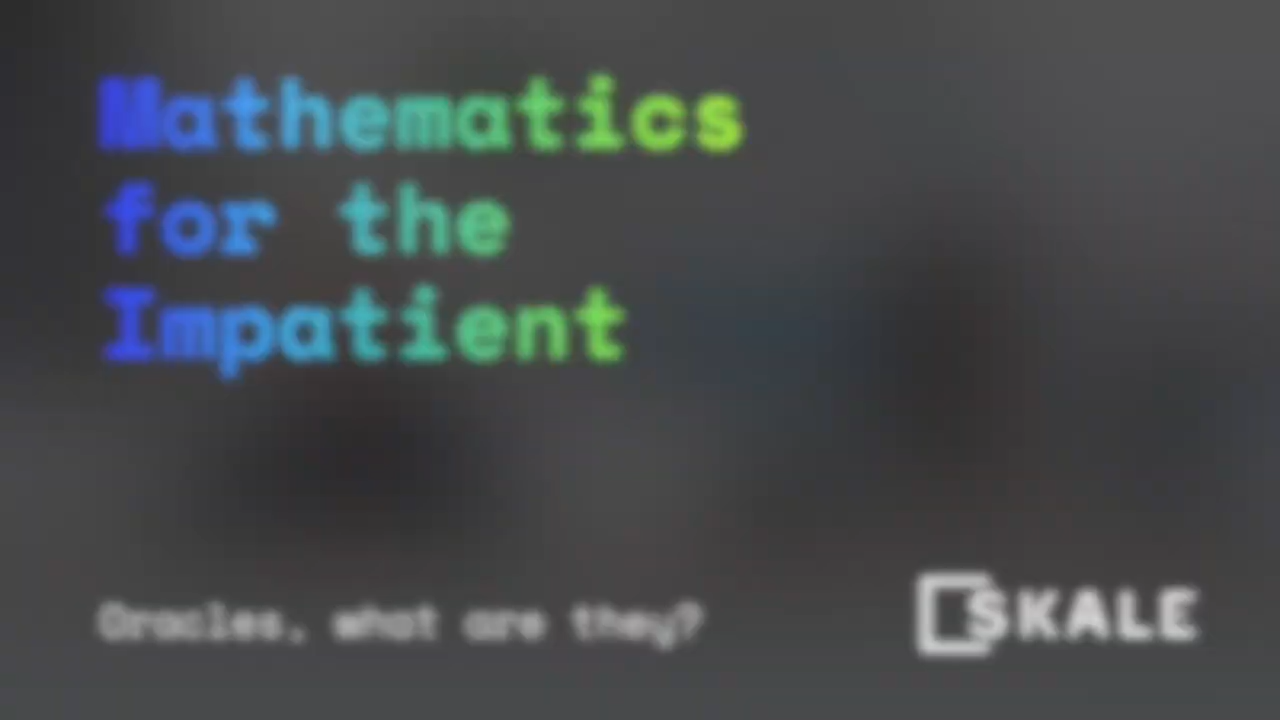 Mathematics
for the
Impatient
Oracles, what are they?
SKALE